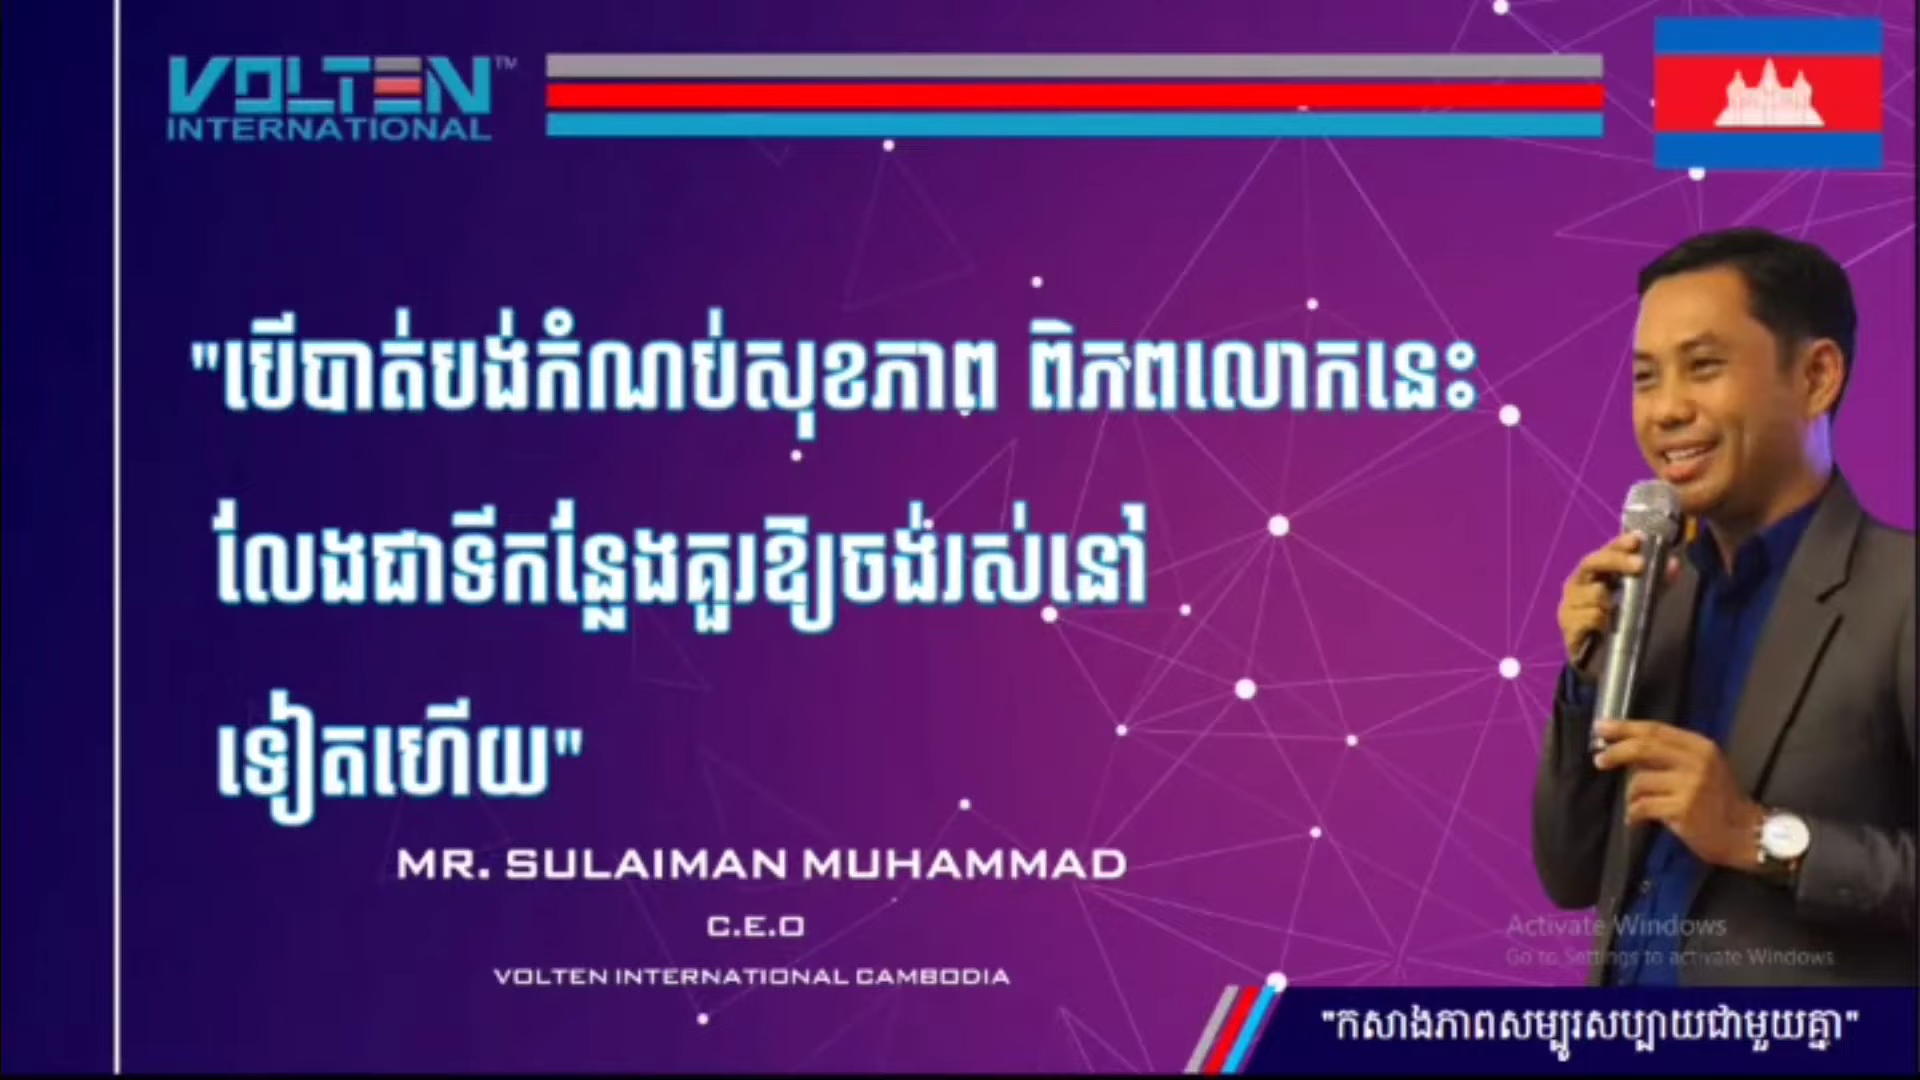 VOLTEN™
INTERNATIONAL
"បើបាត់បង់កំណប់សុខភាព ពិភពលោកនេះ
លែងជាទីកន្លែងគួរឱ្យចង់រស់នៅ
ទៀតហើយ"
MR. SULAIMAN MUHAMMAD
C.E.O
VOLTEN INTERNATIONAL CAMBODIA
Activate Windows
Go to Settings to activate Windows.
"កសាងភាពសម្បូរសប្បាយជាមួយគ្នា"